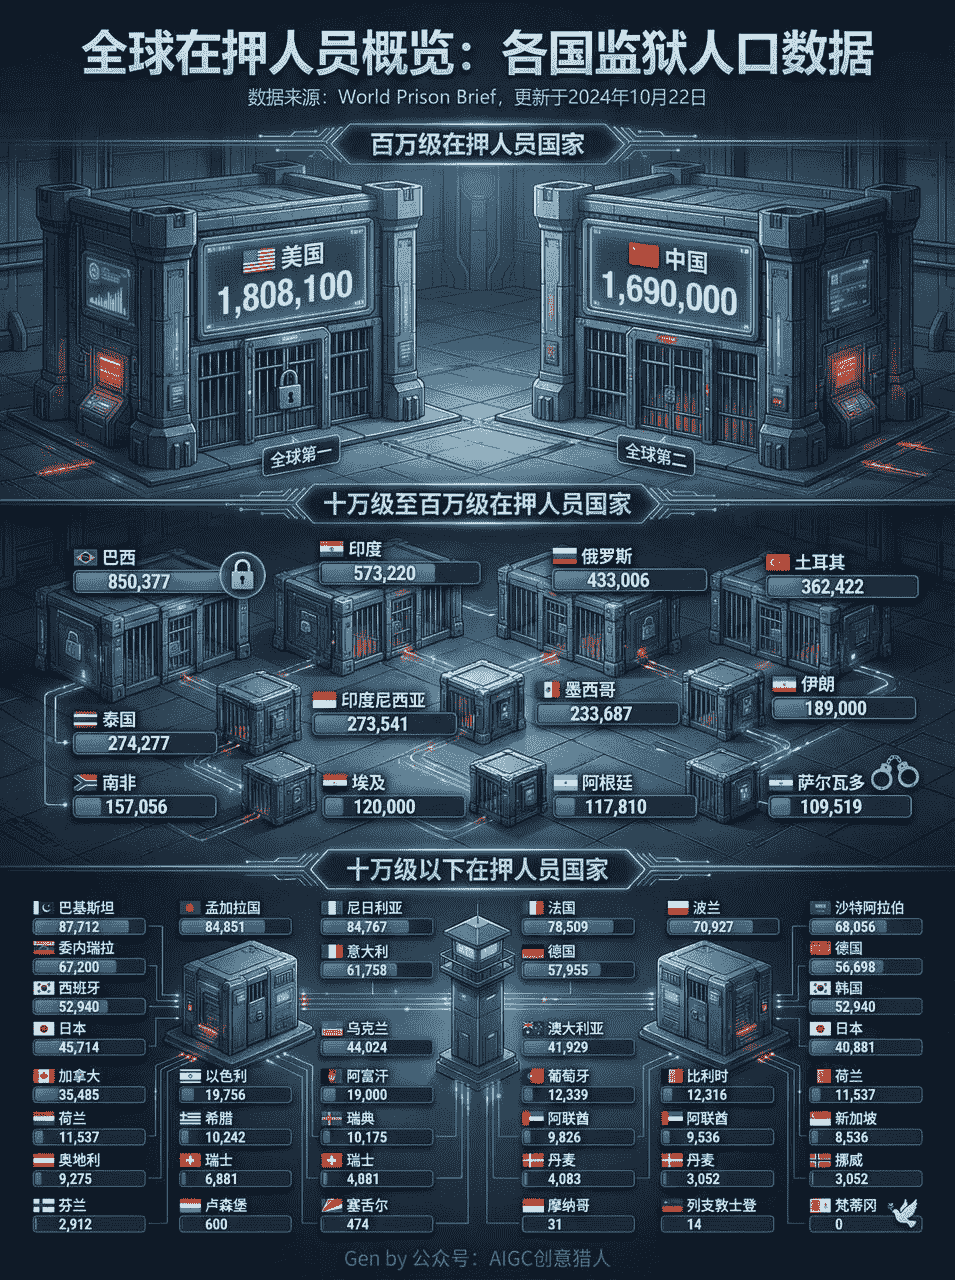 全球在押人员概览：各国监狱人口数据
数据来源：World Prison Brief，更新于2024年10月22日
百万级在押人员国家
美国
1,808,100
全球第一
中国
1,690,000
全球第二
十万级至百万级在押人员国家
巴西
850,377
印度
573,220
俄罗斯
433,006
土耳其
362,422
泰国
274,277
印度尼西亚
273,541
墨西哥
233,687
伊朗
189,000
南非
157,056
埃及
120,000
阿根廷
117,810
萨尔瓦多
109,519
十万级以下在押人员国家
巴基斯坦
87,712
孟加拉国
84,851
尼日利亚
84,767
法国
78,509
波兰
70,927
沙特阿拉伯
68,056
委内瑞拉
67,200
意大利
61,758
德国
57,955
德国
56,698
西班牙
52,940
韩国
52,940
日本
45,714
乌克兰
44,024
澳大利亚
41,929
日本
40,881
加拿大
35,485
以色利
19,756
阿富汗
19,000
葡萄牙
12,339
比利时
12,316
荷兰
11,537
荷兰
11,537
希腊
10,242
瑞典
10,175
阿联酋
9,826
阿联酋
9,536
新加坡
8,536
奥地利
9,275
瑞士
6,881
瑞士
4,881
丹麦
4,083
丹麦
3,052
挪威
3,052
芬兰
2,912
卢森堡
600
塞舌尔
474
摩纳哥
31
列支敦士登
14
梵蒂冈
0
Gen by 公众号：AIGC创意猎人